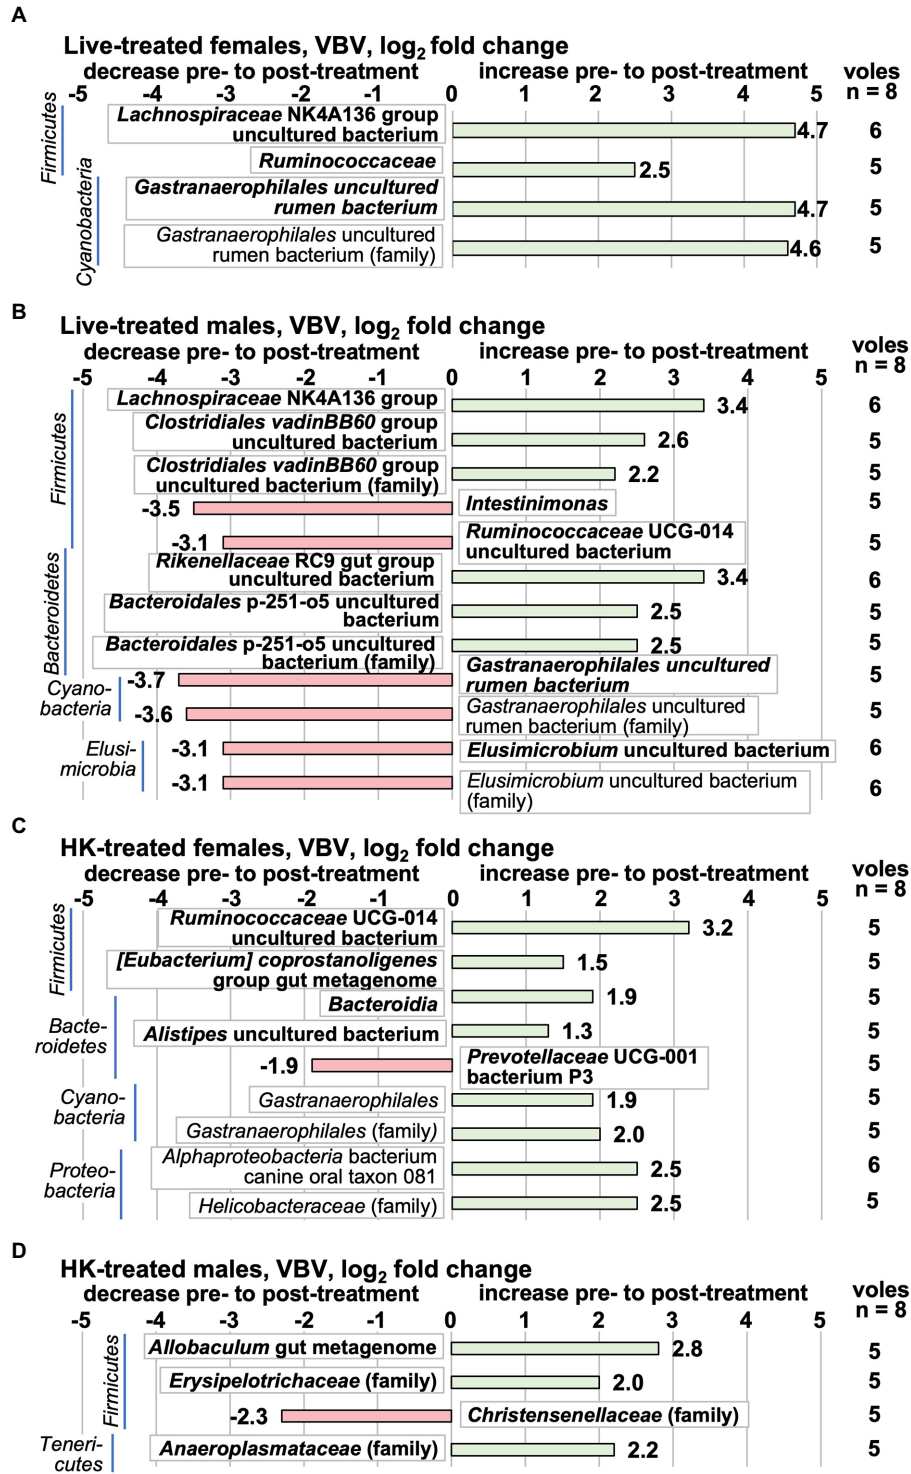 A
Live-treated females, VBV, log2 fold change
decrease pre- to post-treatment increase pre- to post-treatment voles
-5 -4 -3 -2 -1 0 1 2 3 4 5 n = 8
Firmicutes
Lachnospiraceae NK4A136 group
uncultured bacterium 4.7 6
Ruminococcaceae 2.5 5
Cyanobacteria
Gastranaerophilales uncultured
rumen bacterium 4.7 5
Gastranaerophilales uncultured
rumen bacterium (family) 4.6 5
B
Live-treated males, VBV, log2 fold change
decrease pre- to post-treatment increase pre- to post-treatment voles
-5 -4 -3 -2 -1 0 1 2 3 4 5 n = 8
Firmicutes
Lachnospiraceae NK4A136 group 3.4 6
Clostridiales vadinBB60 group
uncultured bacterium 2.6 5
Clostridiales vadinBB60 group
uncultured bacterium (family) 2.2 5
-3.5 Intestinimonas 5
-3.1 Ruminococcaceae UCG-014
uncultured bacterium 5
Bacteroidetes
Rikenellaceae RC9 gut group
uncultured bacterium 3.4 6
Bacteroidales p-251-o5 uncultured
bacterium 2.5 5
Bacteroidales p-251-o5 uncultured
bacterium (family) 2.5 5
Cyano-
bacteria
-3.7 Gastranaerophilales uncultured
rumen bacterium 5
-3.6 Gastranaerophilales uncultured
rumen bacterium (family) 5
Elusi-
microbia
-3.1 Elusimicrobium uncultured bacterium 6
-3.1 Elusimicrobium uncultured bacterium
(family) 6
C
HK-treated females, VBV, log2 fold change
decrease pre- to post-treatment increase pre- to post-treatment voles
-5 -4 -3 -2 -1 0 1 2 3 4 5 n = 8
Firmicutes
Ruminococcaceae UCG-014
uncultured bacterium 3.2 5
[Eubacterium] coprostanoligenes
group gut metagenome 1.5 5
Bacte-
roidetes
Bacteroidia 1.9 5
Alistipes uncultured bacterium 1.3 5
-1.9 Prevotellaceae UCG-001
bacterium P3 5
Cyano-
bacteria
Gastranaerophilales 1.9 5
Gastranaerophilales (family) 2.0 5
Proteo-
bacteria
Alphaproteobacteria bacterium
canine oral taxon 081 2.5 6
Helicobacteraceae (family) 2.5 5
D
HK-treated males, VBV, log2 fold change
decrease pre- to post-treatment increase pre- to post-treatment voles
-5 -4 -3 -2 -1 0 1 2 3 4 5 n = 8
Firmicutes
Allobaculum gut metagenome 2.8 5
Erysipelotrichaceae (family) 2.0 5
-2.3 Christensenellaceae (family) 5
Teneri-
cutes
Anaeroplasmataceae (family) 2.2 5